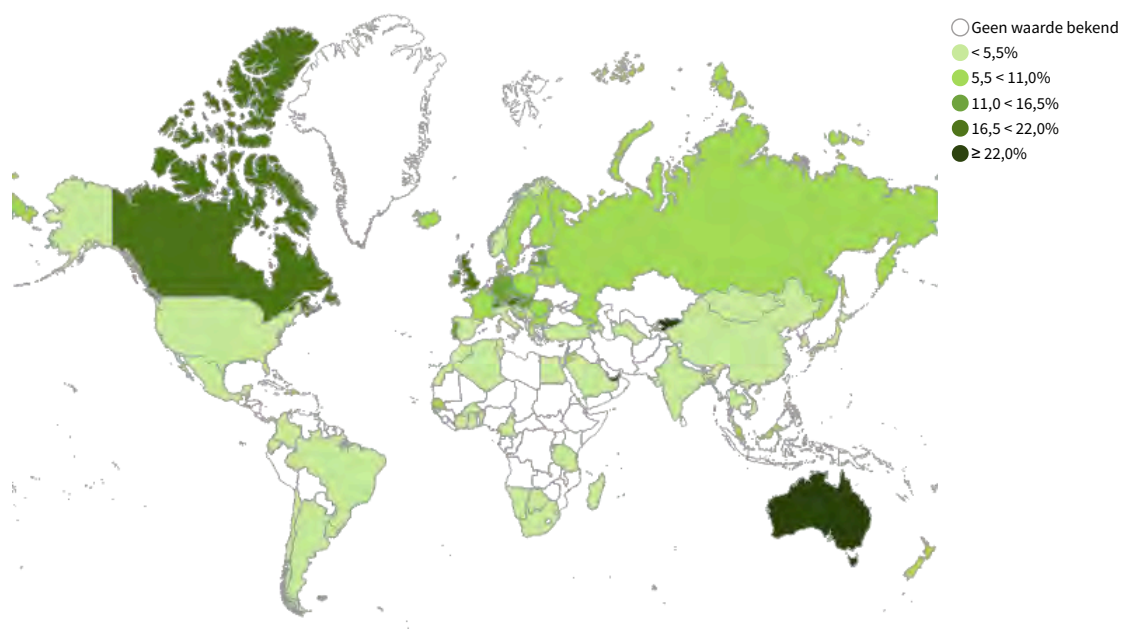 Geen waarde bekend
< 5,5%
5,5 < 11,0%
11,0 < 16,5%
16,5 < 22,0%
≥ 22,0%